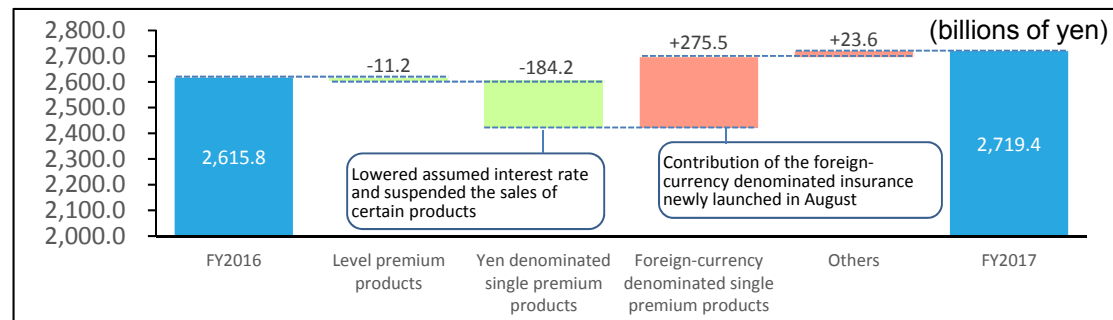 (billions of yen)
2,800.0
2,700.0
2,600.0
2,500.0
2,400.0
2,300.0
2,200.0
2,100.0
2,000.0
2,615.8
-11.2
-184.2
+275.5
+23.6
2,719.4
Lowered assumed interest rate
and suspended the sales of
certain products
Contribution of the foreign-
currency denominated insurance
newly launched in August
FY2016
Level premium
products
Yen denominated
single premium
products
Foreign-currency
denominated single
premium products
Others
FY2017